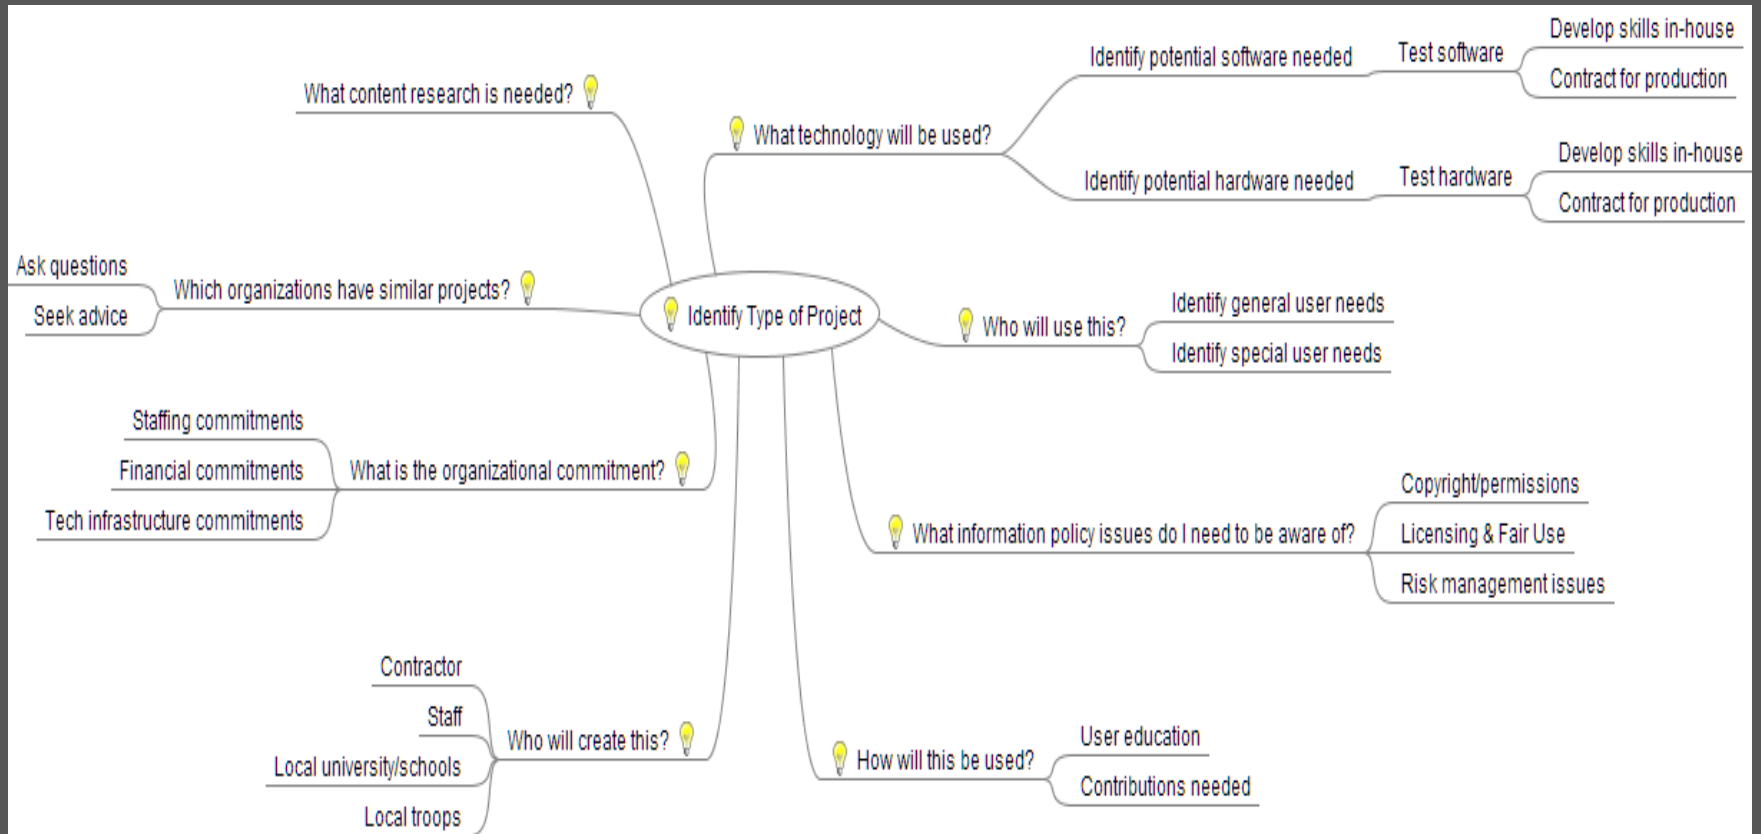 What content research is needed?
What technology will be used?
Identify potential software needed
Test software
Develop skills in-house
Contract for production
Identify potential hardware needed
Test hardware
Develop skills in-house
Contract for production
Ask questions
Seek advice
Which organizations have similar projects?
Identify Type of Project
Who will use this?
Identify general user needs
Identify special user needs
Staffing commitments
Financial commitments
Tech infrastructure commitments
What is the organizational commitment?
What information policy issues do I need to be aware of?
Copyright/permissions
Licensing & Fair Use
Risk management issues
Contractor
Staff
Local university/schools
Local troops
Who will create this?
How will this be used?
User education
Contributions needed